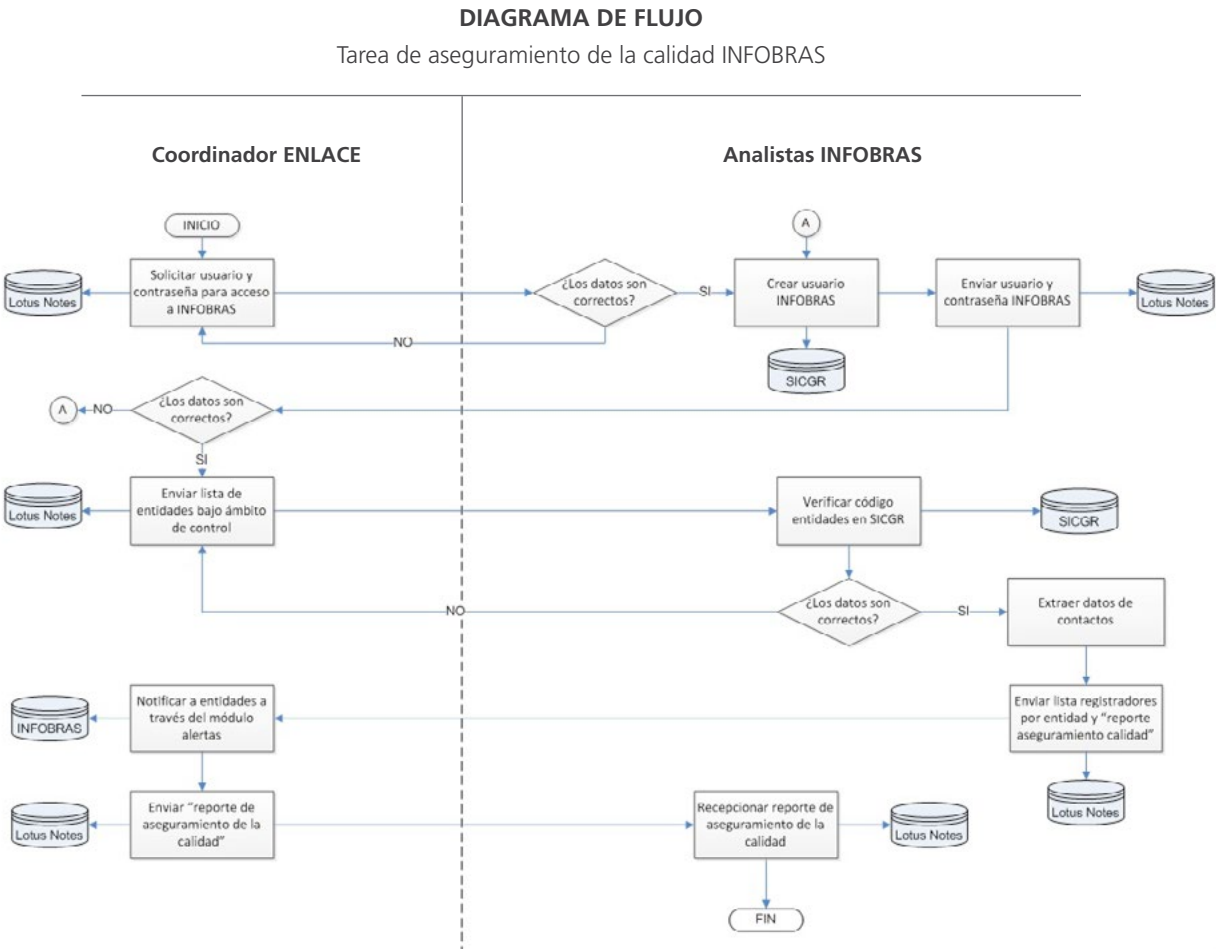 DIAGRAMA DE FLUJO
Tarea de aseguramiento de la calidad INFOBRAS
Coordinador ENLACE
Analistas INFOBRAS
INICIO
A
Lotus Notes
Solicitar usuario y
contraseña para acceso
a INFOBRAS
¿Los datos son
correctos?
SI
Crear usuario
INFOBRAS
Enviar usuario y
contraseña INFOBRAS
Lotus Notes
NO
SICGR
A
NO
¿Los datos son
correctos?
SI
Lotus Notes
Enviar lista de
entidades bajo ámbito
de control
Verificar código
entidades en SICGR
SICGR
NO
¿Los datos son
correctos?
SI
Extraer datos de
contactos
INFOBRAS
Notificar a entidades a
través del módulo
alertas
Enviar lista registradores
por entidad y “reporte
aseguramiento calidad”
Lotus Notes
Lotus Notes
Enviar “reporte de
aseguramiento de la
calidad”
Recepcionar reporte de
aseguramiento de la
calidad
Lotus Notes
FIN